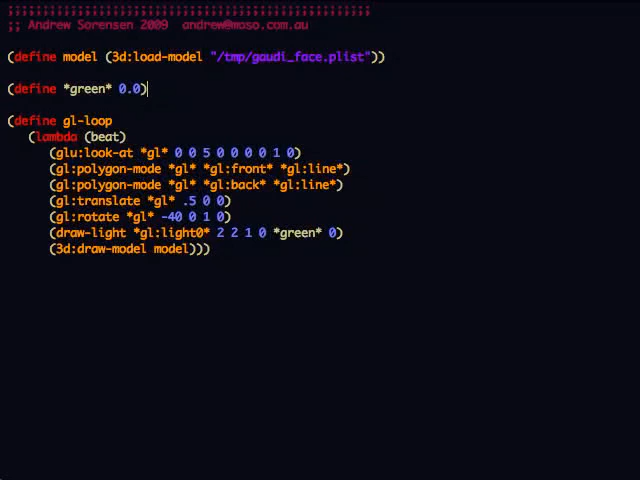 ;;;;;;;;;;;;;;;;;;;;;;;;;;;;;;;;;;;;;;;;;;;;;;;;;;;;
;; Andrew Sorensen 2009  andrew@moso.com.au
(define model (3d:load-model "/tmp/gaudi_face.plist"))
(define *green* 0.0)
(define gl-loop
(lambda (beat)
(glu:look-at *gl* 0 0 5 0 0 0 0 1 0)
(gl:polygon-mode *gl* *gl:front* *gl:line*)
(gl:polygon-mode *gl* *gl:back* *gl:line*)
(gl:translate *gl* .5 0 0)
(gl:rotate *gl* -40 0 1 0)
(draw-light *gl:light0* 2 2 1 0 *green* 0)
(3d:draw-model model)))